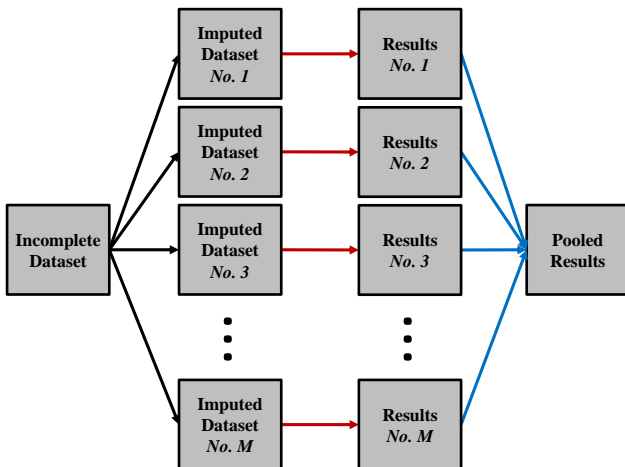 Imputed
Dataset
No. 1
Results
No. 1
Imputed
Dataset
No. 2
Results
No. 2
Incomplete
Dataset
Imputed
Dataset
No. 3
Results
No. 3
Pooled
Results
Imputed
Dataset
No. M
Results
No. M